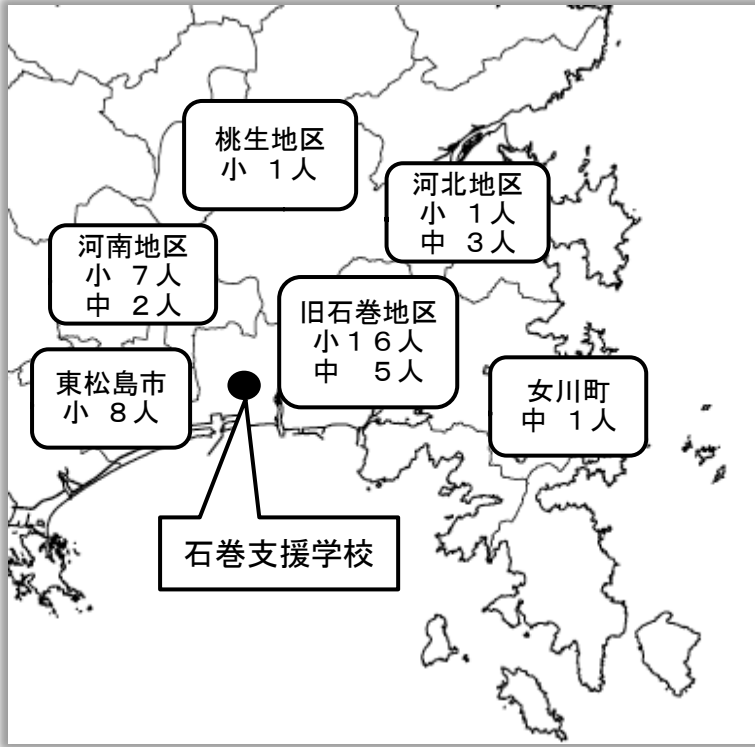 桃生地区
小 １人
河北地区
小 １人
中 ３人
河南地区
小 ７人
中 ２人
旧石巻地区
小１６人
中 ５人
東松島市
小 ８人
女川町
中 １人
石巻支援学校